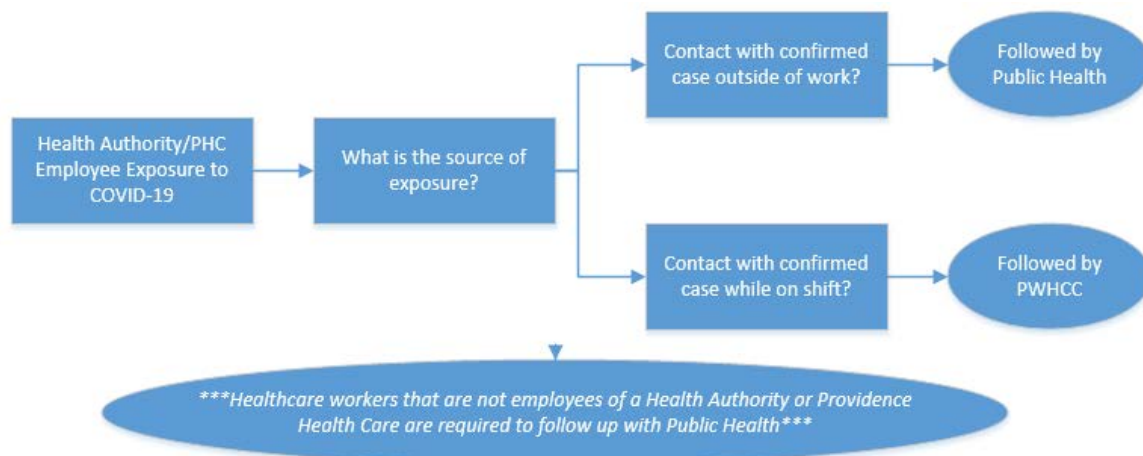 Health Authority/PHC
Employee Exposure to
COVID-19
What is the source of
exposure?
Contact with confirmed
case outside of work?
Followed by
Public Health
Contact with confirmed
case while on shift?
Followed by
PWHCC
***Healthcare workers that are not employees of a Health Authority or Providence
Health Care are required to follow up with Public Health***